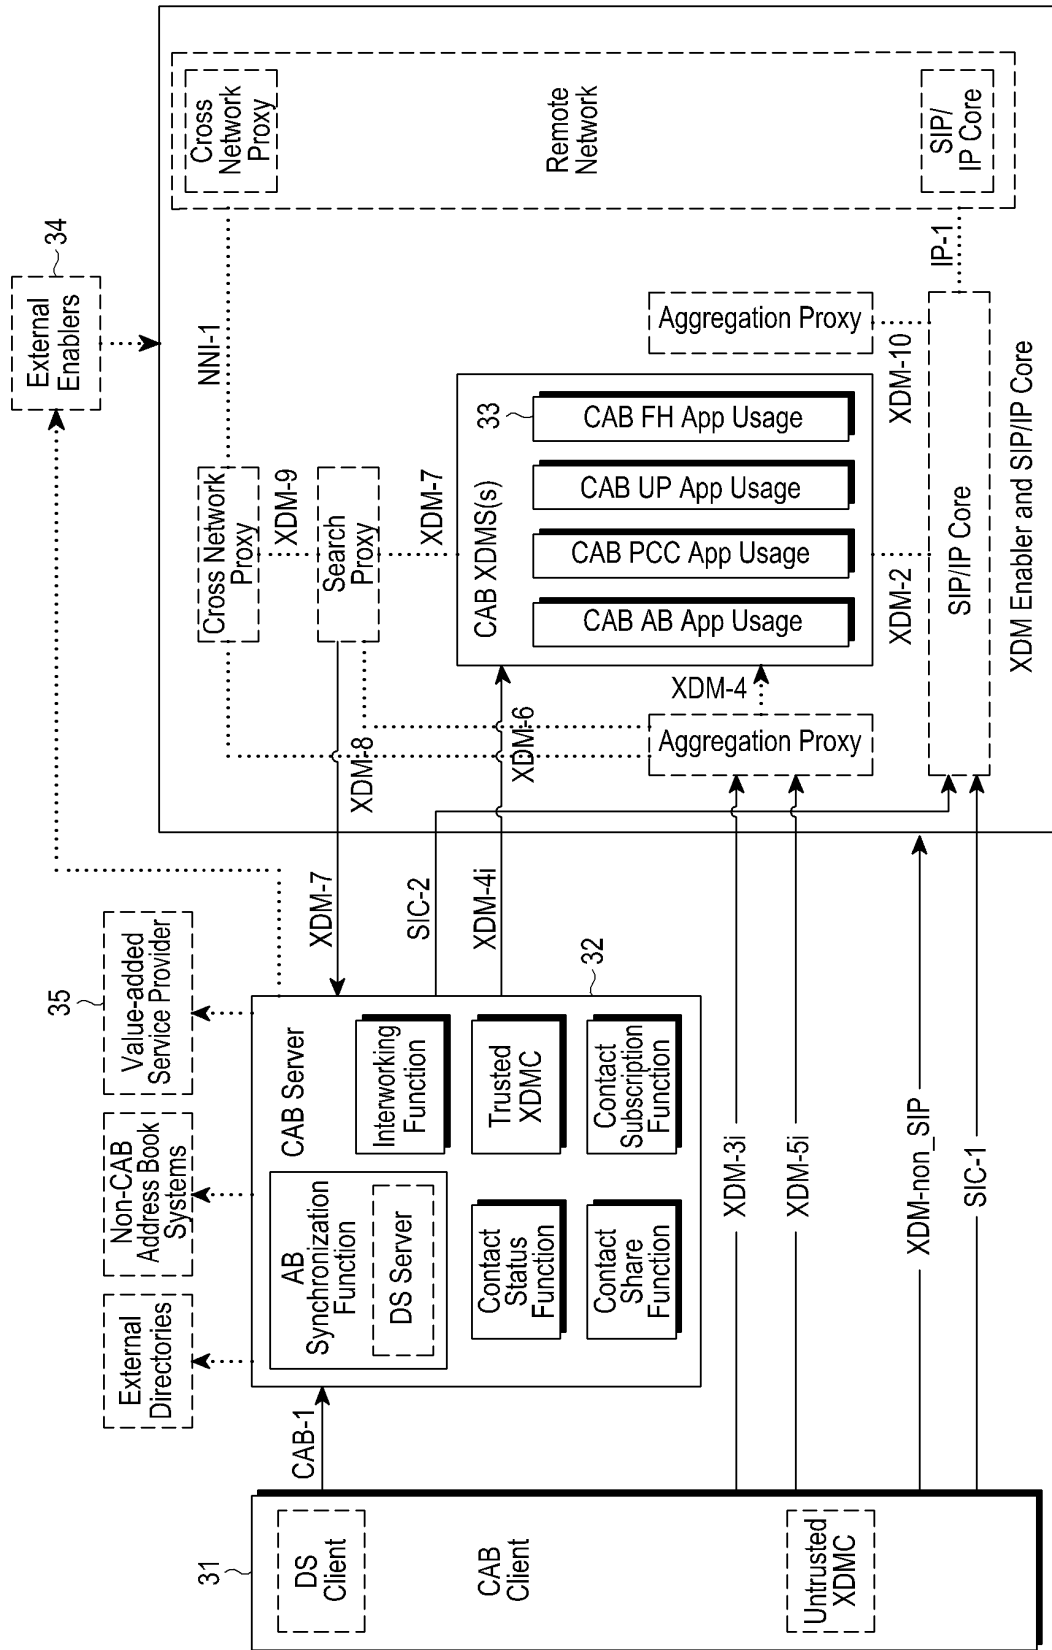 31
DS
Client
CAB
Client
Untrusted
XDMC
CAB-1
External
Directories
Non-CAB
Address Book
Systems
Value-added
Service Provider
35
CAB Server
AB
Synchronization
Function
DS Server
Interworking
Function
Contact
Status
Function
Trusted
XDMC
Contact
Share
Function
Contact
Subscription
Function
32
XDM-7
SIC-2
XDM-4i
XDM-3i
XDM-5i
XDM-non_SIP
SIC-1
External
Enablers
34
XDM-8
XDM-6
Cross Network
Proxy
XDM-9
Search
Proxy
XDM-7
NNI-1
CAB XDMS(s)
33
CAB AB App Usage
CAB PCC App Usage
CAB UP App Usage
CAB FH App Usage
XDM-4
Aggregation Proxy
Aggregation Proxy
XDM-2
XDM-10
SIP/IP Core
IP-1
Cross
Network
Proxy
Remote
Network
SIP/
IP Core
XDM Enabler and SIP/IP Core